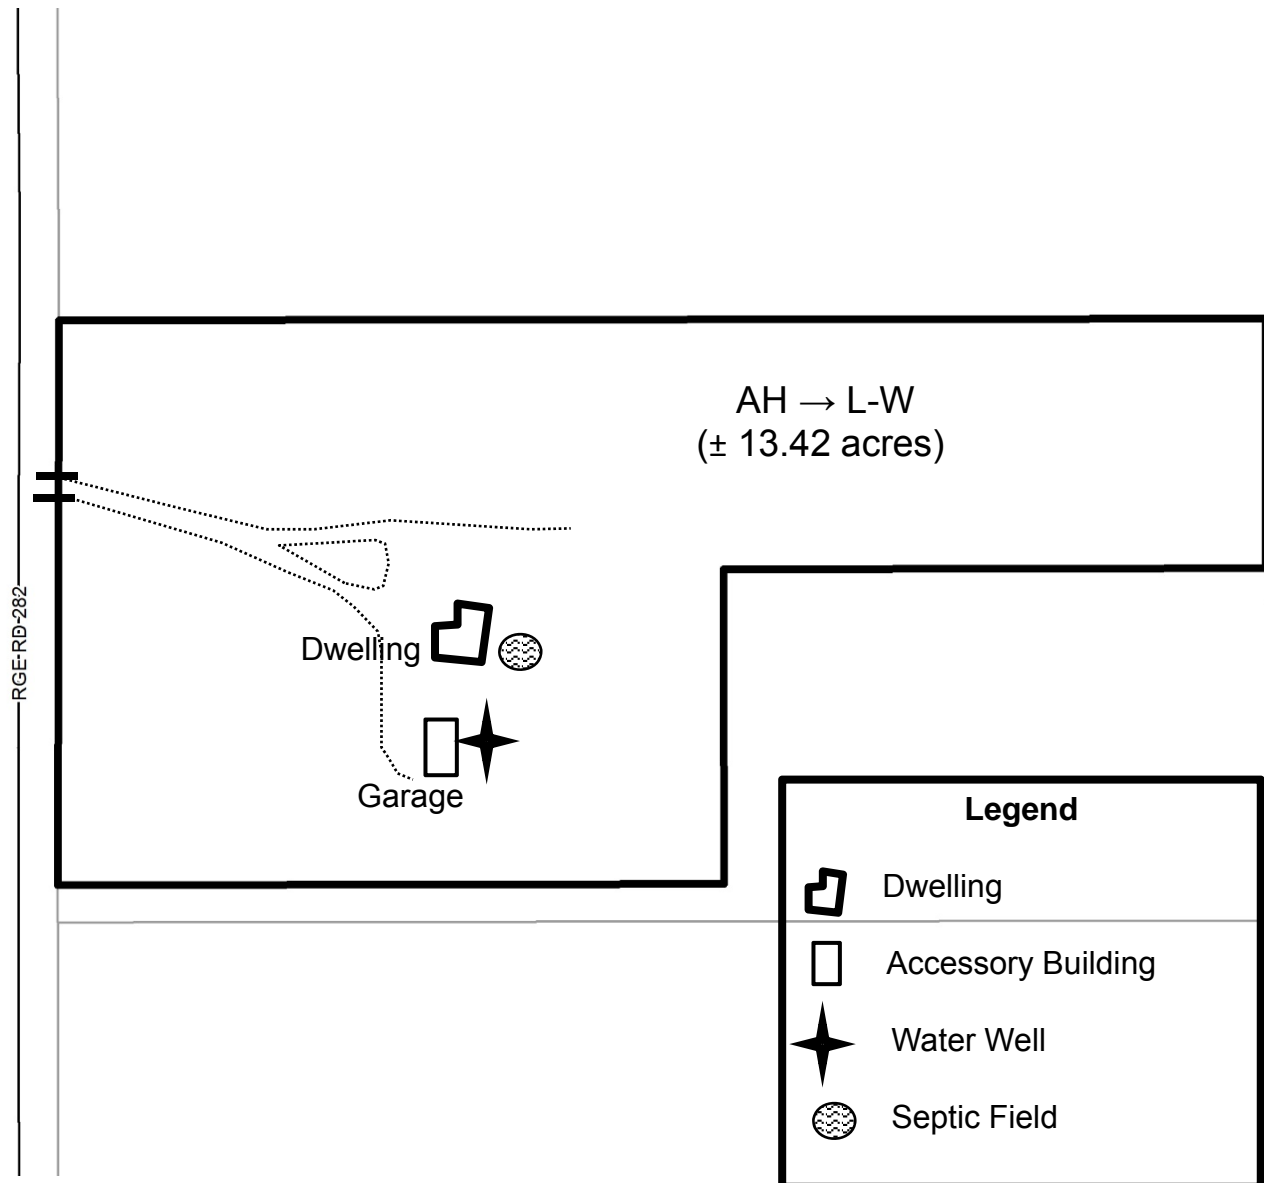 AH → L-W
(± 13.42 acres)
RGE-RD-282
Dwelling
Garage
Legend
Dwelling
Accessory Building
Water Well
Septic Field